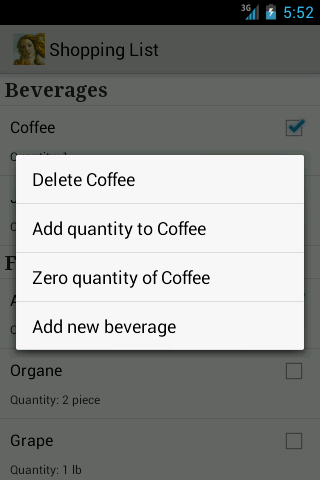 3G 5:52
Shopping List
Beverages
Coffee
Delete Coffee
Add quantity to Coffee
Zero quantity of Coffee
Add new beverage
Organe
Quantity: 2 piece
Grape
Quantity: 1 lb